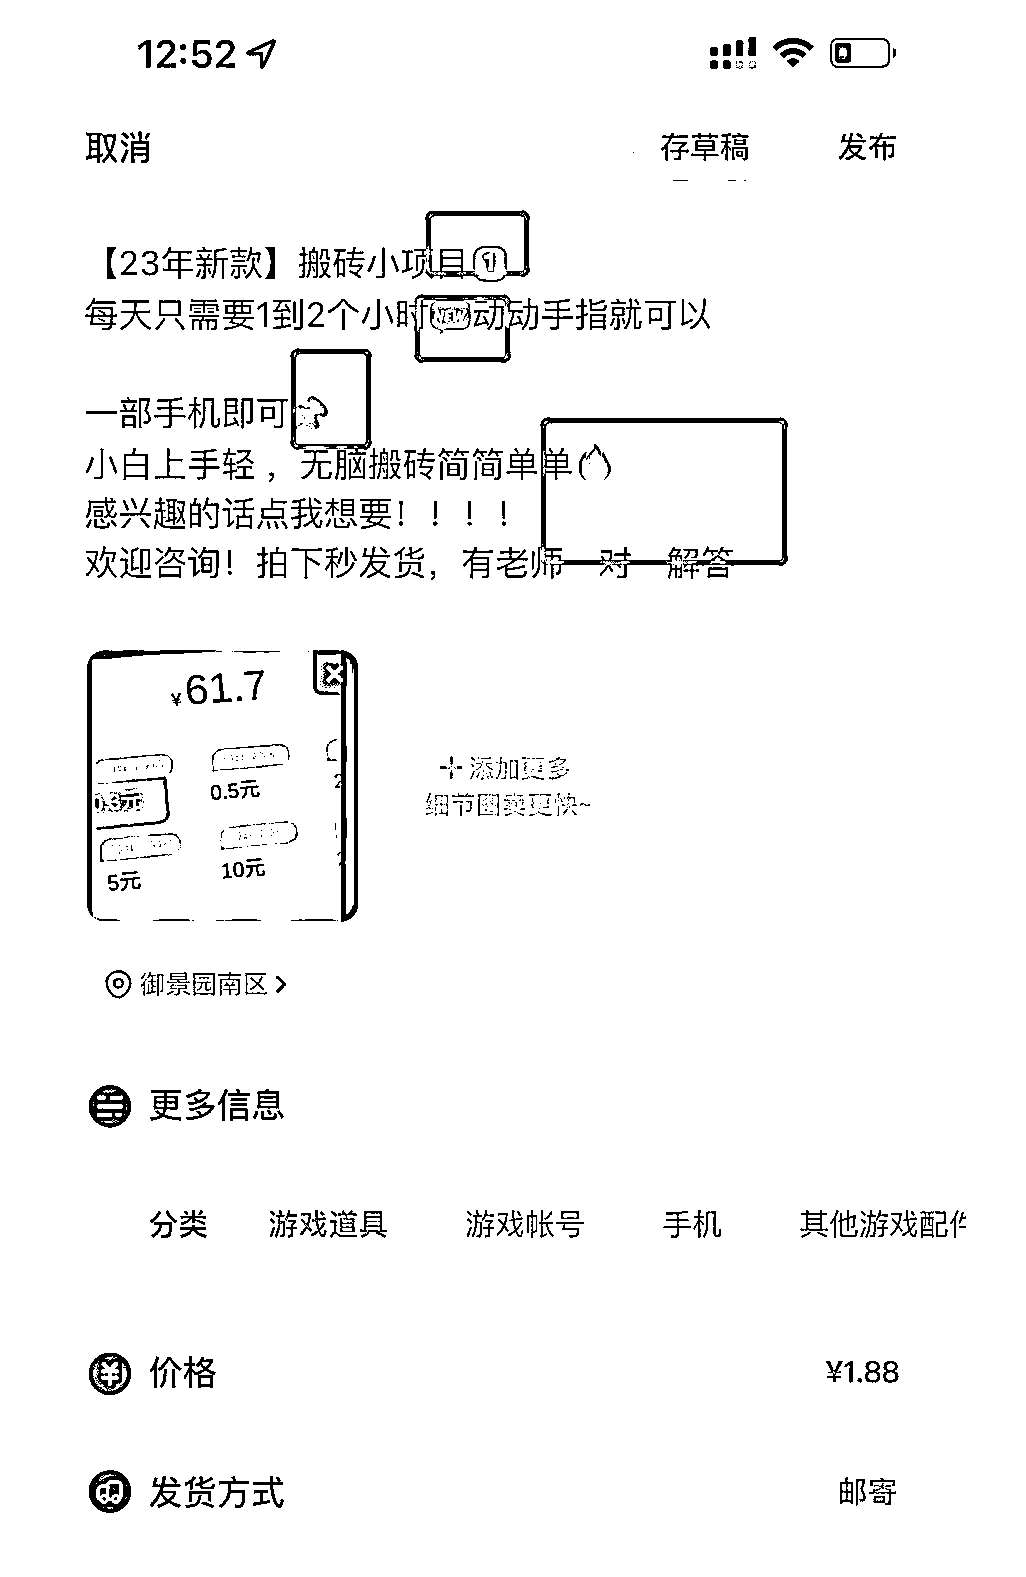 12:52
取消 存草稿 发布
【23年新款】搬砖小项目
每天只需要1到2个小时NEW动动手指就可以
一部手机即可
小白上手轻，无脑搬砖简简单单
感兴趣的话点我想要！！！！
欢迎咨询！拍下秒发货，有老师一对一解答
¥61.7
0.3元 0.5元 2
5元 10元 2
添加更多
细节图卖更快~
御景园南区
更多信息
分类 游戏道具 游戏帐号 手机 其他游戏配件
价格 ¥1.88
发货方式 邮寄